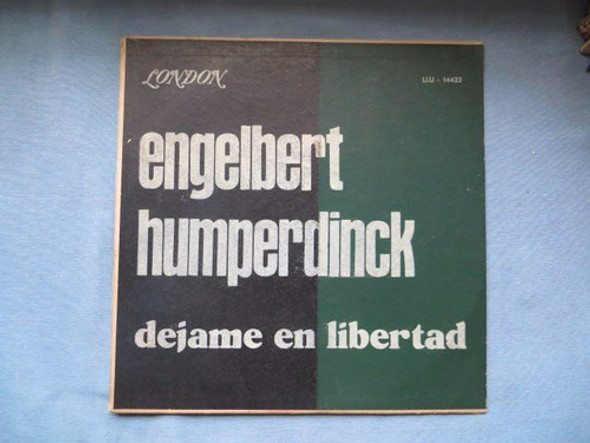 LONDON
LLU - 14422
engelbert
humperdinck
dejame en libertad